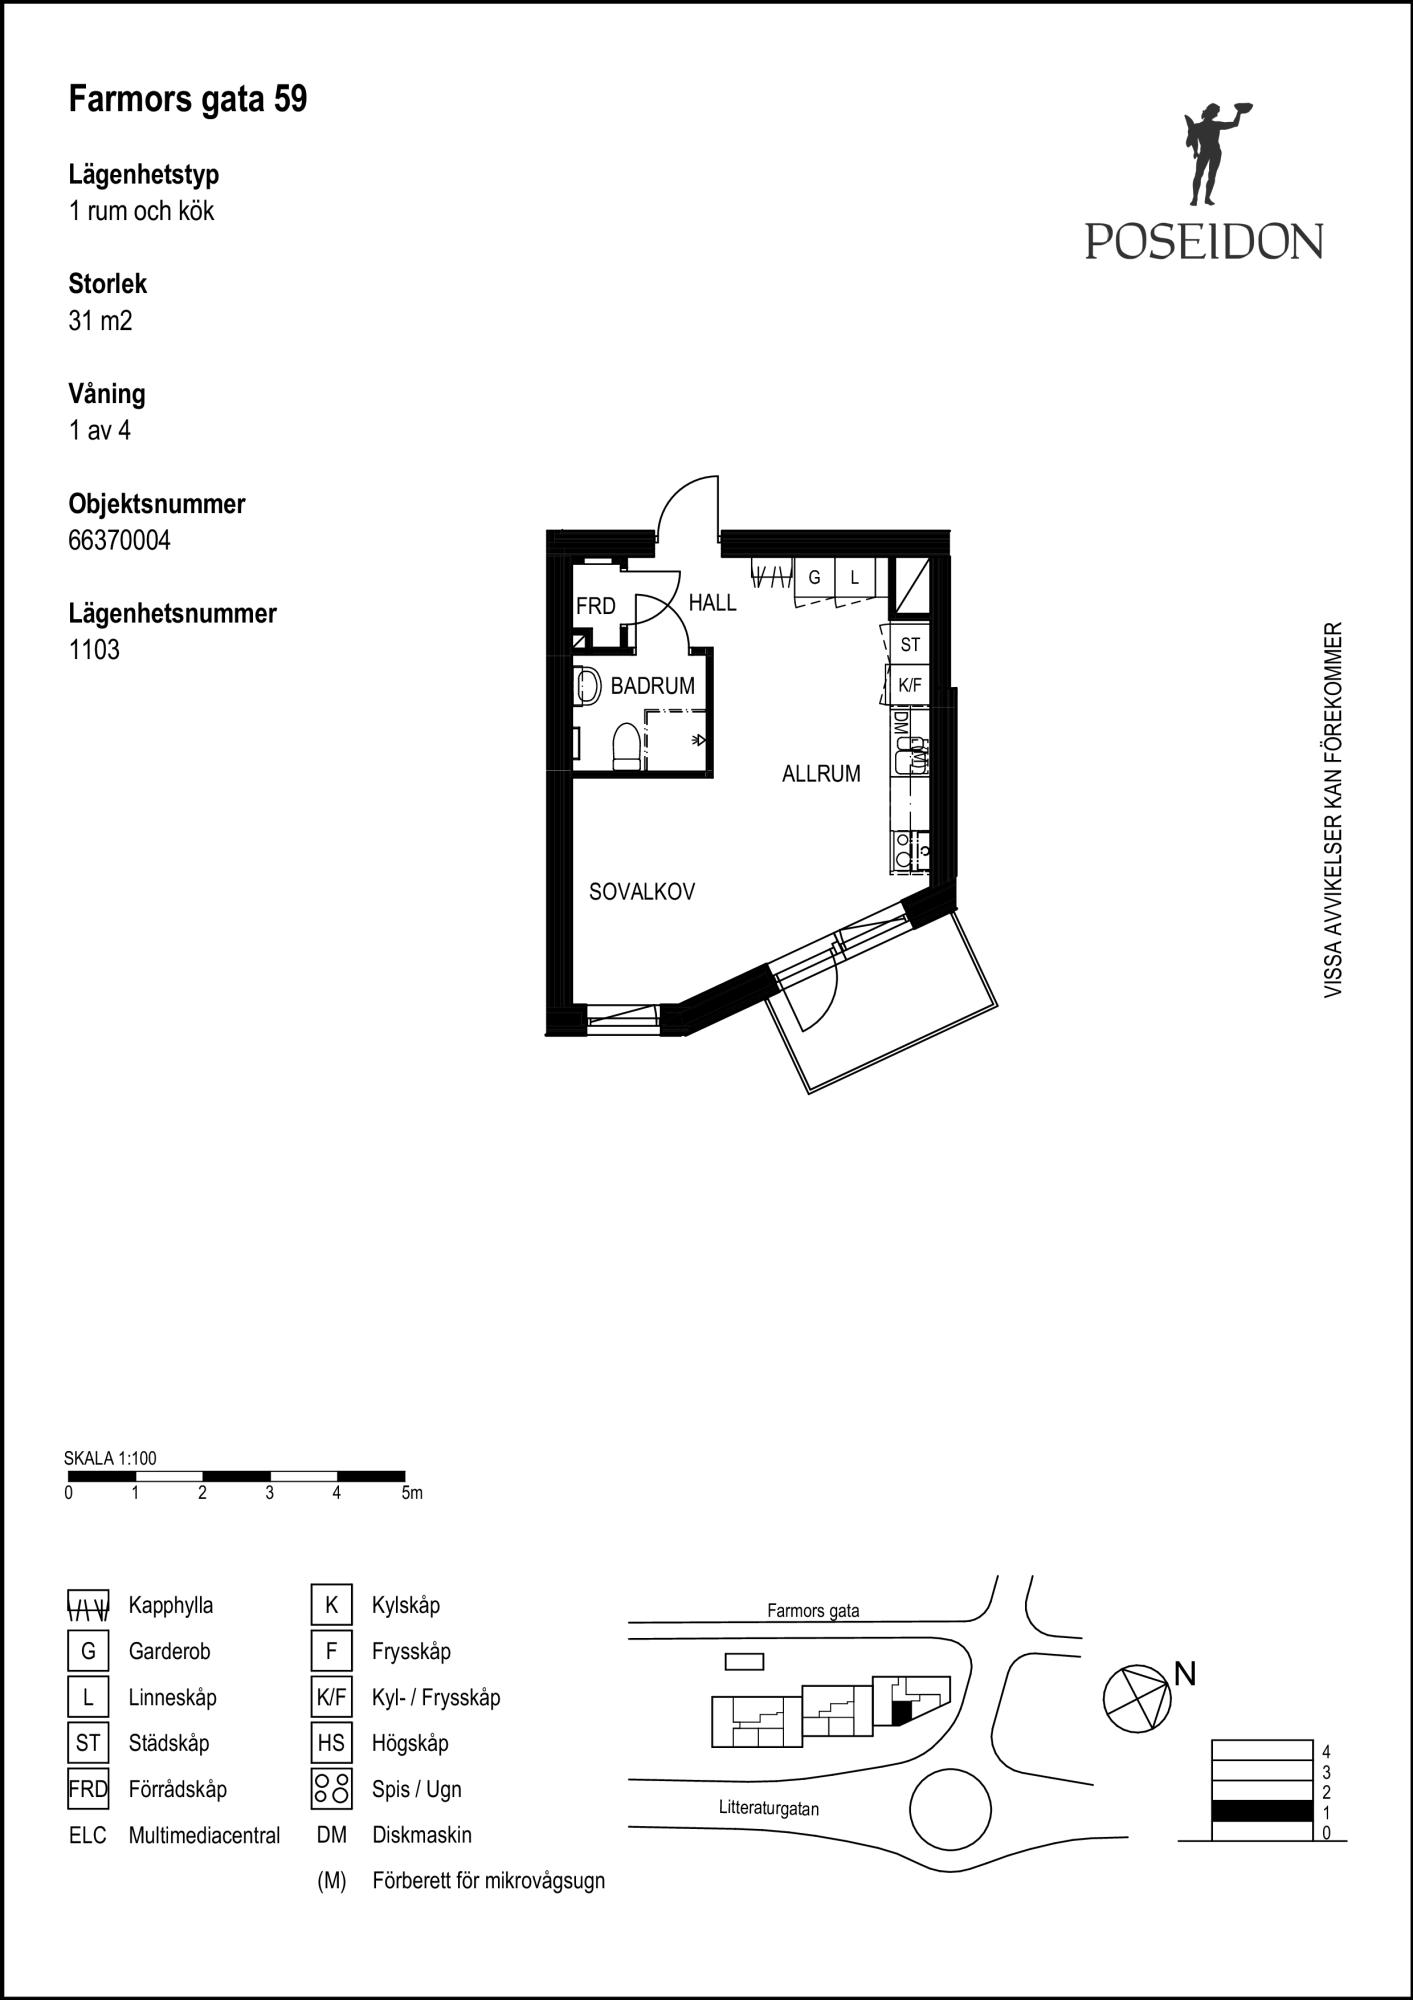 Farmors gata 59
Lägenhetstyp
1 rum och kök
Storlek
31 m2
Våning
1 av 4
Objektsnummer
66370004
Lägenhetsnummer
1103
POSEIDON
VISSA AVVIKELSER KAN FÖREKOMMER
FRD
HALL
G
L
ST
K/F
BADRUM
DM
(M)
ALLRUM
SOVALKOV
SKALA 1:100
0 1 2 3 4 5m
Kapphylla
G Garderob
L Linneskåp
ST Städskåp
FRD Förrådskåp
ELC Multimediacentral
K Kylskåp
F Frysskåp
K/F Kyl- / Frysskåp
HS Högskåp
Spis / Ugn
DM Diskmaskin
(M) Förberett för mikrovågsugn
Farmors gata
Litteraturgatan
N
4
3
2
1
0